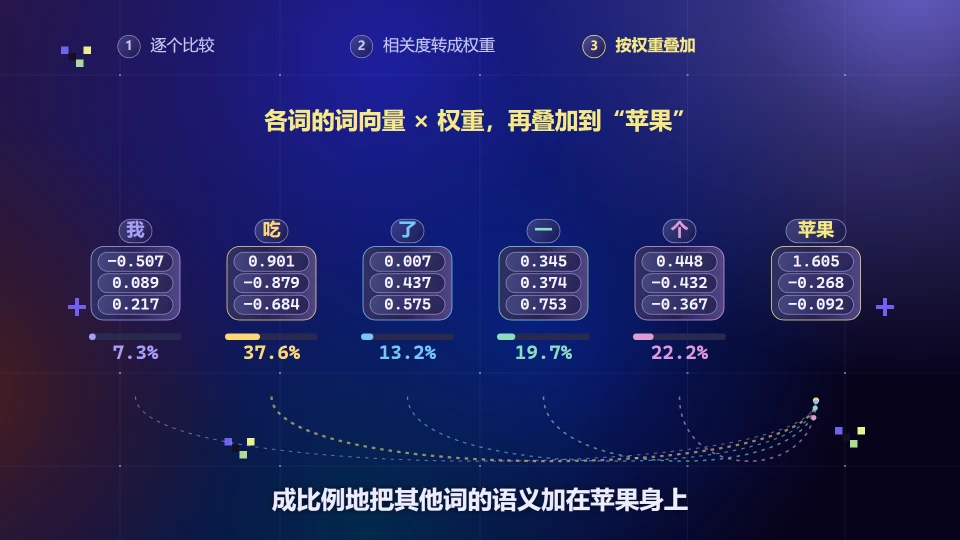 1 逐个比较
2 相关度转成权重
3 按权重叠加
各词的词向量 × 权重，再叠加到“苹果”
我 吃 了 一 个 苹果
−0.507 0.901 0.007 0.345 0.448 1.605
0.089 −0.879 0.437 0.374 −0.432 −0.268
0.217 −0.684 0.575 0.753 −0.367 −0.092
7.3% 37.6% 13.2% 19.7% 22.2%
成比例地把其他词的语义加在苹果身上